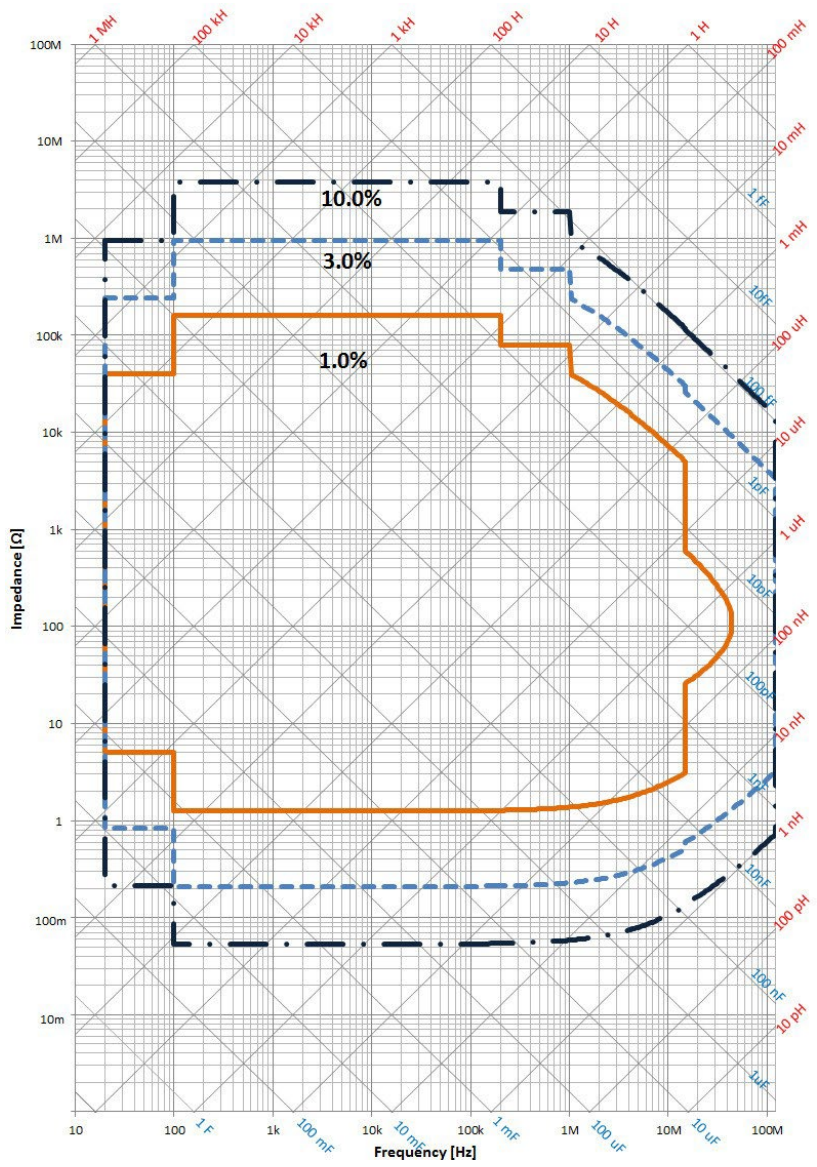 1 MH
100 kH
10 kH
1 kH
100 H
10 H
1 H
100 mH
100M
10M
10 mH
10.0%
1 fF
1M
1 mH
3.0%
10fF
100k
100 uH
1.0%
100 fF
10k
10 uH
1pF
1k
1 uH
Impedance [Ω]
10pF
100
100 nH
100pF
10
10 nH
1nF
1
1 nH
10nF
100m
100 pH
100 nF
10m
10 pH
1uF
10
100
1 F
1k
100 mF
10k
10 mF
100k
1 mF
1M
100 uF
10M
10 uF
100M
Frequency [Hz]